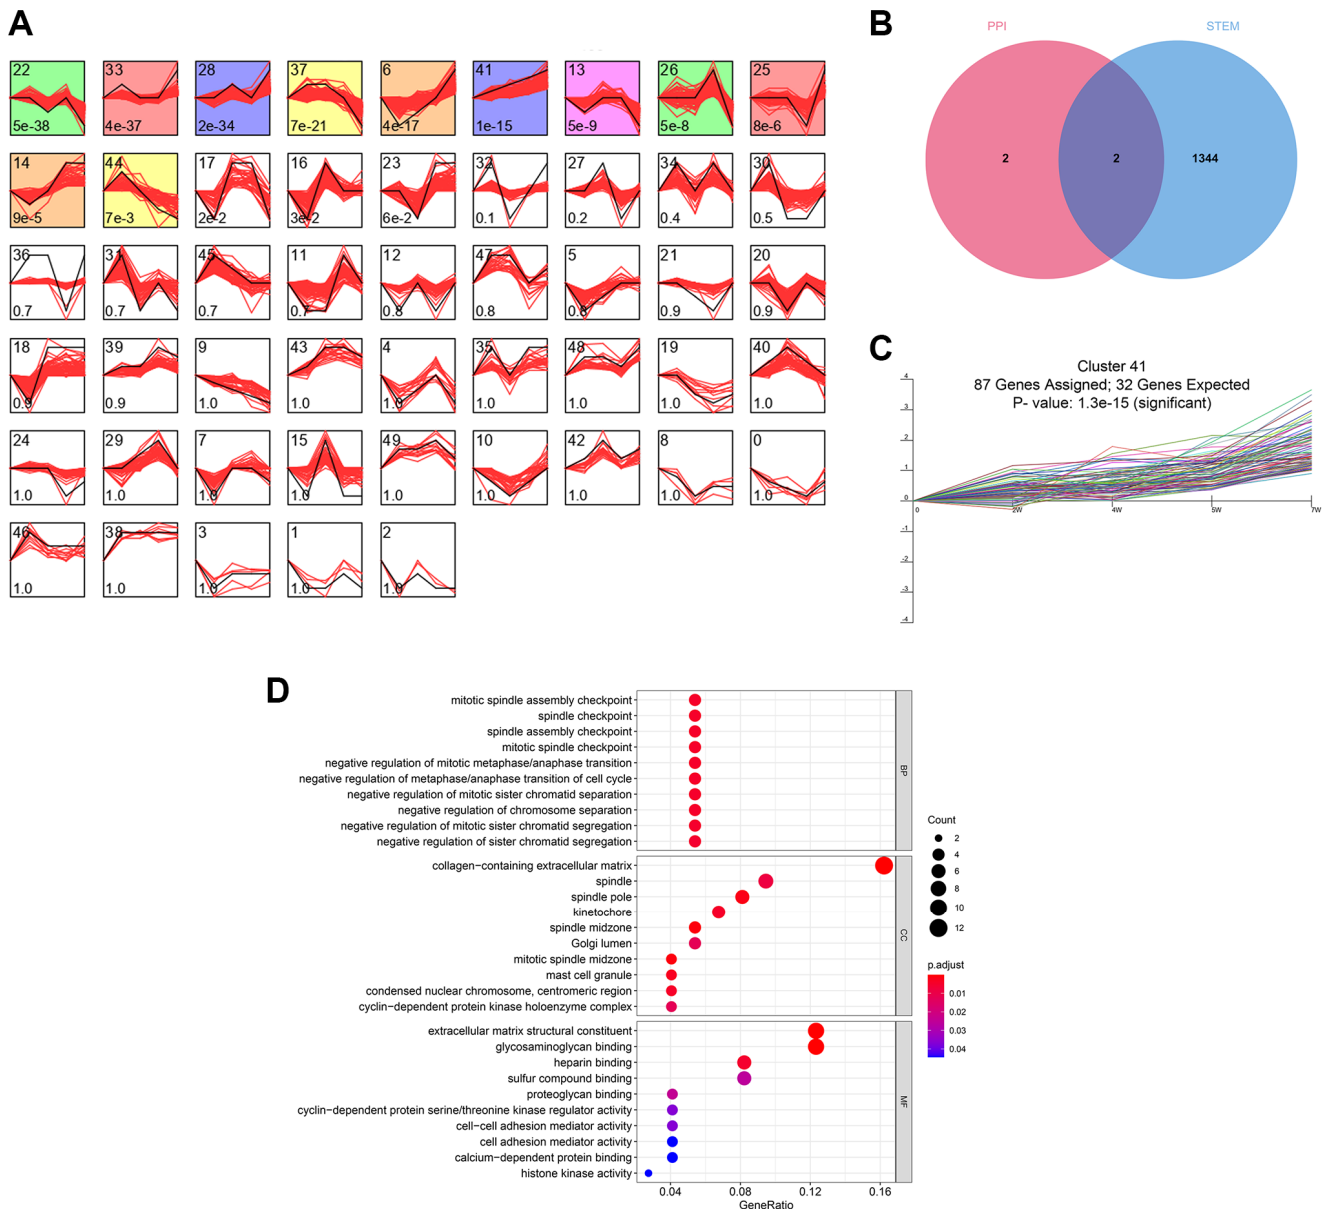 A
22
5e-38
33
4e-37
28
2e-34
37
7e-21
6
4e-17
41
1e-15
13
5e-9
26
5e-8
25
8e-6
14
9e-5
44
7e-3
17
2e-2
16
3e-2
23
6e-2
32
0.1
27
0.2
34
0.4
30
0.5
36
0.7
31
0.7
45
0.7
11
0.7
12
0.8
47
0.8
5
0.8
21
0.9
20
0.9
18
0.9
39
0.9
9
1.0
43
1.0
4
1.0
35
1.0
48
1.0
19
1.0
40
1.0
24
1.0
29
1.0
7
1.0
15
1.0
49
1.0
10
1.0
42
1.0
8
1.0
0
1.0
46
1.0
38
1.0
3
1.0
1
1.0
2
1.0
B
PPI
STEM
2
2
1344
C
Cluster 41
87 Genes Assigned; 32 Genes Expected
P- value: 1.3e-15 (significant)
4
3
2
1
0
-1
-2
-3
-4
0
2W
4W
5W
7W
D
mitotic spindle assembly checkpoint
spindle checkpoint
spindle assembly checkpoint
mitotic spindle checkpoint
negative regulation of mitotic metaphase/anaphase transition
negative regulation of metaphase/anaphase transition of cell cycle
negative regulation of mitotic sister chromatid separation
negative regulation of chromosome separation
negative regulation of mitotic sister chromatid segregation
negative regulation of sister chromatid segregation
BP
collagen−containing extracellular matrix
spindle
spindle pole
kinetochore
spindle midzone
Golgi lumen
mitotic spindle midzone
mast cell granule
condensed nuclear chromosome, centromeric region
cyclin−dependent protein kinase holoenzyme complex
CC
extracellular matrix structural constituent
glycosaminoglycan binding
heparin binding
sulfur compound binding
proteoglycan binding
cyclin−dependent protein serine/threonine kinase regulator activity
cell−cell adhesion mediator activity
cell adhesion mediator activity
calcium−dependent protein binding
histone kinase activity
MF
0.04
0.08
0.12
0.16
GeneRatio
Count
2
4
6
8
10
12
p.adjust
0.01
0.02
0.03
0.04